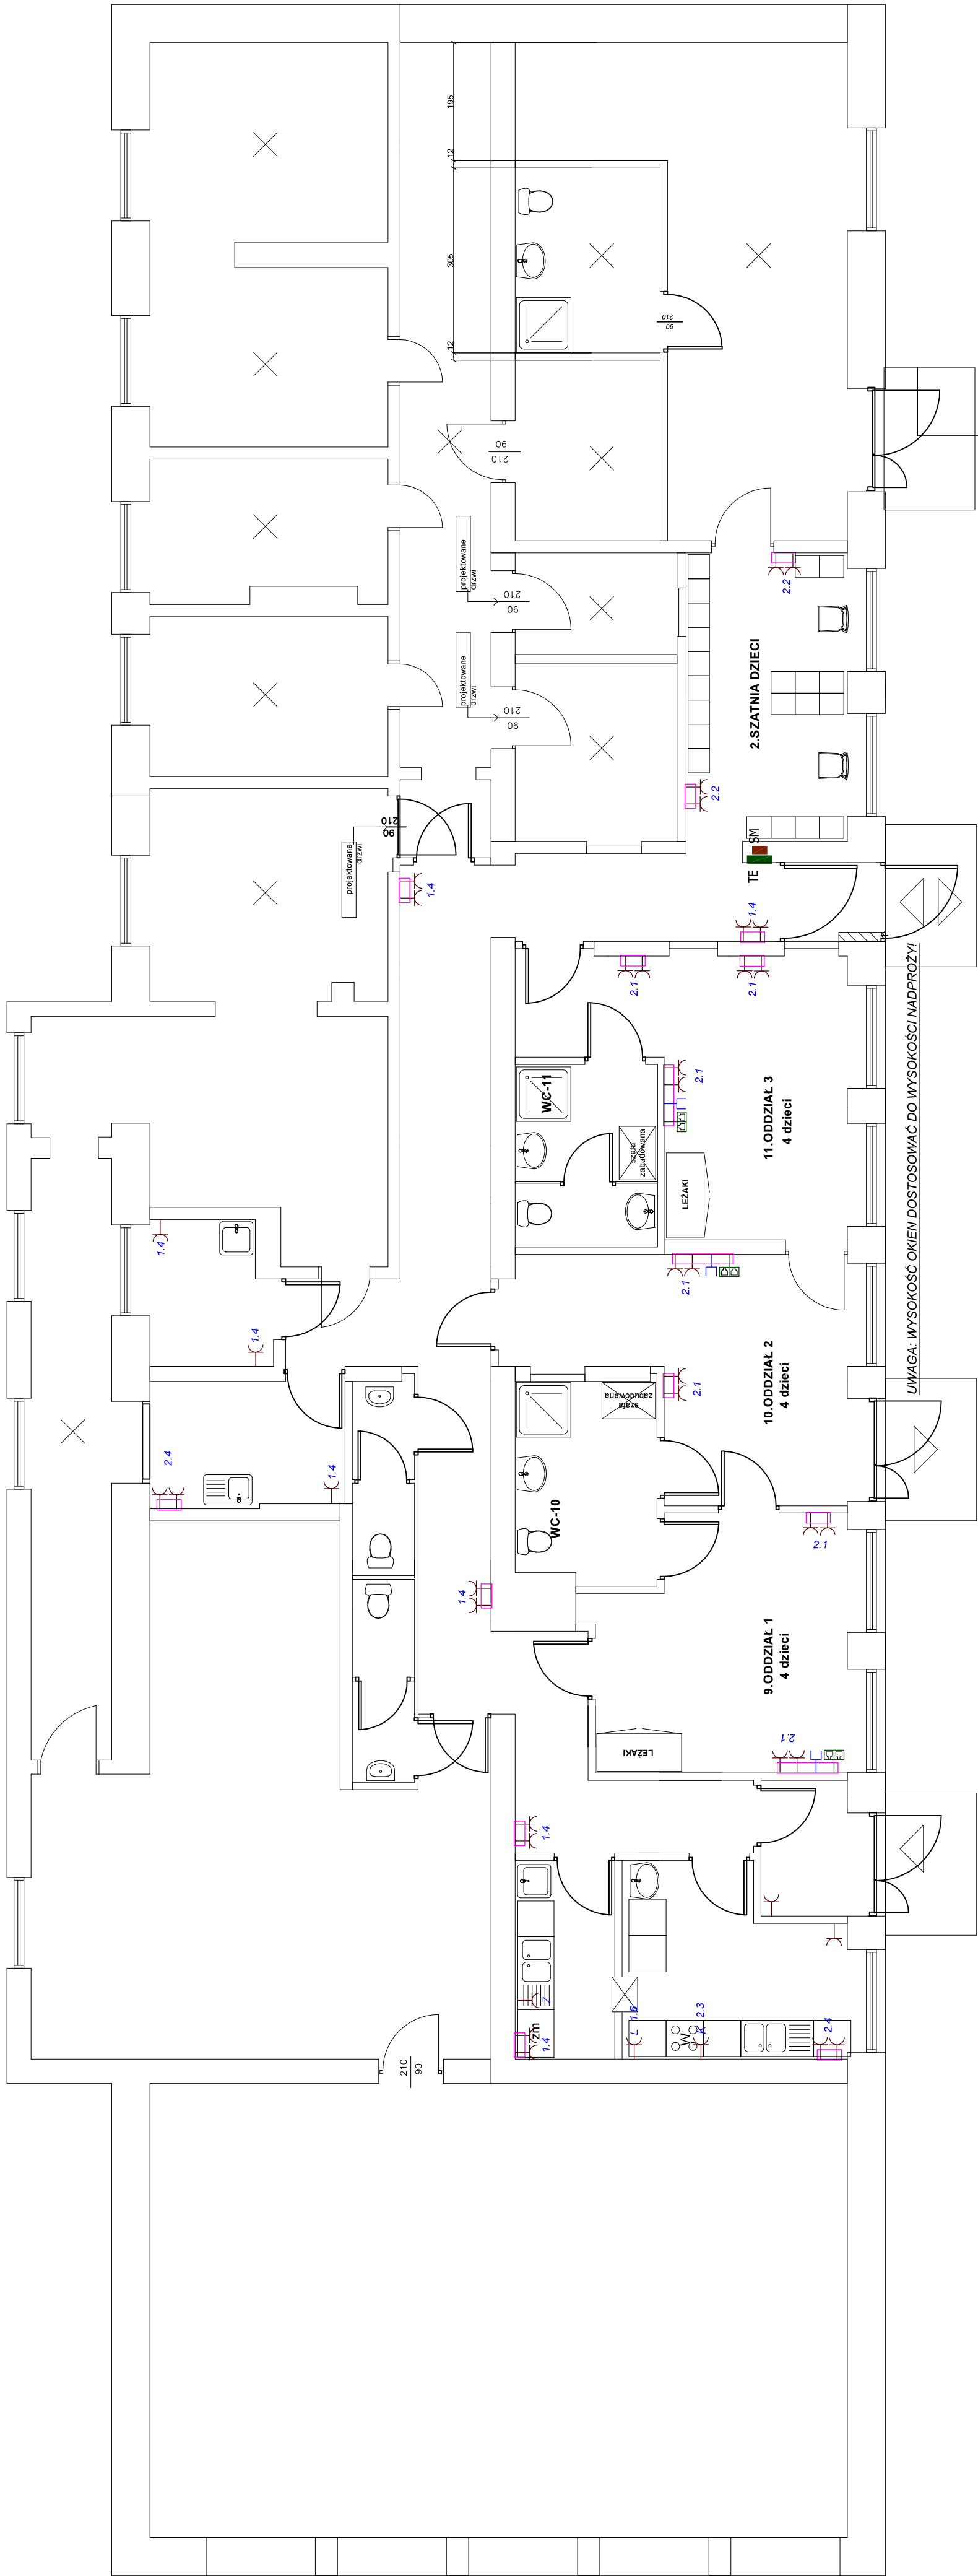 195
12
305
12
210
90
90
210
projektowane
drzwi
210
90
projektowane
drzwi
210
90
projektowane
drzwi
210
90
2.2
2.SZATNIA DZIECI
2.2
SM
TE
1.4
1.4
2.1
2.1
UWAGA: WYSOKOŚĆ OKIEN DOSTOSOWAĆ DO WYSOKOŚCI NADPROŻY!
WC-11
2.1
szafa
zabudowana
LEŻAKI
11.ODDZIAŁ 3
4 dzieci
1.4
1.4
2.1
szafa
zabudowana
2.1
10.ODDZIAŁ 2
4 dzieci
2.4
1.4
WC-10
2.1
1.4
9.ODDZIAŁ 1
4 dzieci
LEŻAKI
2.1
1.4
Z
zm
1.4
L
1.6
W
K
2.3
2.4
210
90